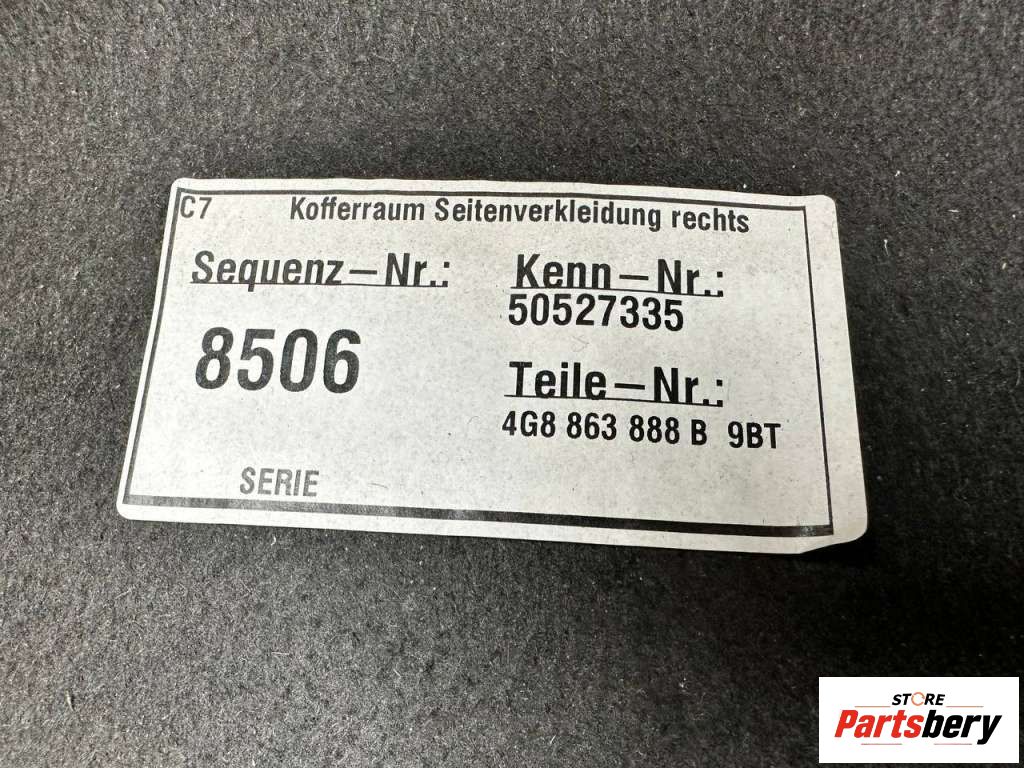 C7 Kofferraum Seitenverkleidung rechts
Sequenz-Nr.: Kenn-Nr.:
50527335
8506
Teile-Nr.:
4G8 863 888 B 9BT
SERIE
STORE
Partsbery